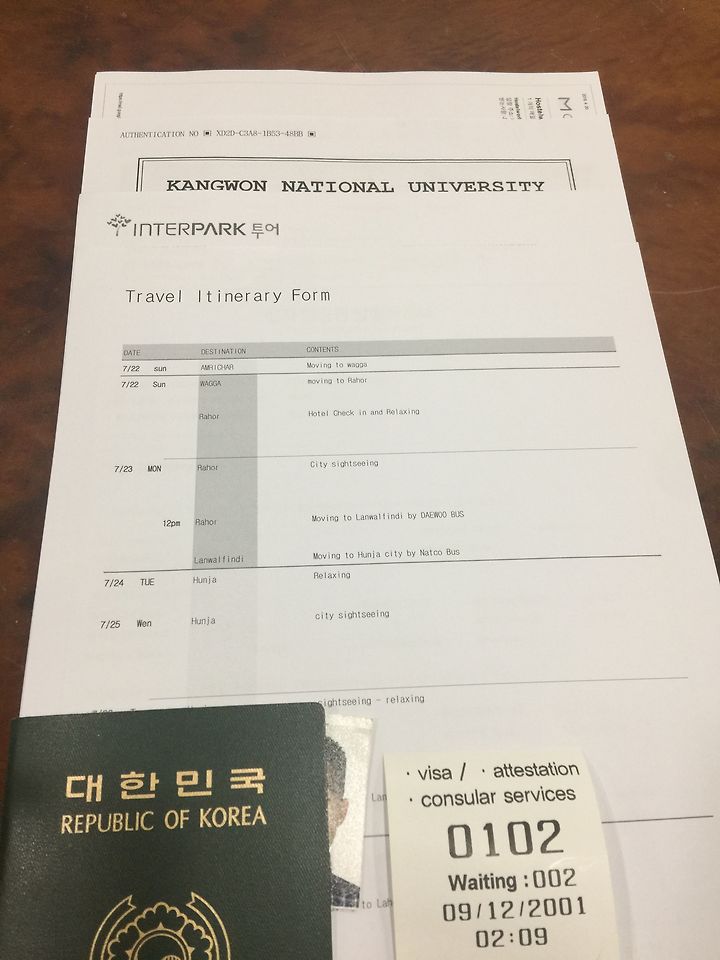 AUTHENTICATION NO ▣ XD2D-C3A8-1B53-48BB ▣
KANGWON NATIONAL UNIVERSITY
INTERPARK 투어
Travel Itinerary Form
DATE DESTINATION CONTENTS
7/22 sun AMRICHAR Moving to wagga
7/22 Sun WAGGA moving to Rahor
Rahor Hotel Check in and Relaxing
7/23 MON Rahor City sightseeing
12pm Rahor Moving to Lanwalfindi by DAEWOO BUS
Lanwalfindi Moving to Hunja city by Natco Bus
7/24 TUE Hunja Relaxing
7/25 Wen Hunja city sightseeing
sightseeing - relaxing
대한민국
REPUBLIC OF KOREA
· visa / · attestation
· consular services
0102
Waiting : 002
09/12/2001
02:09